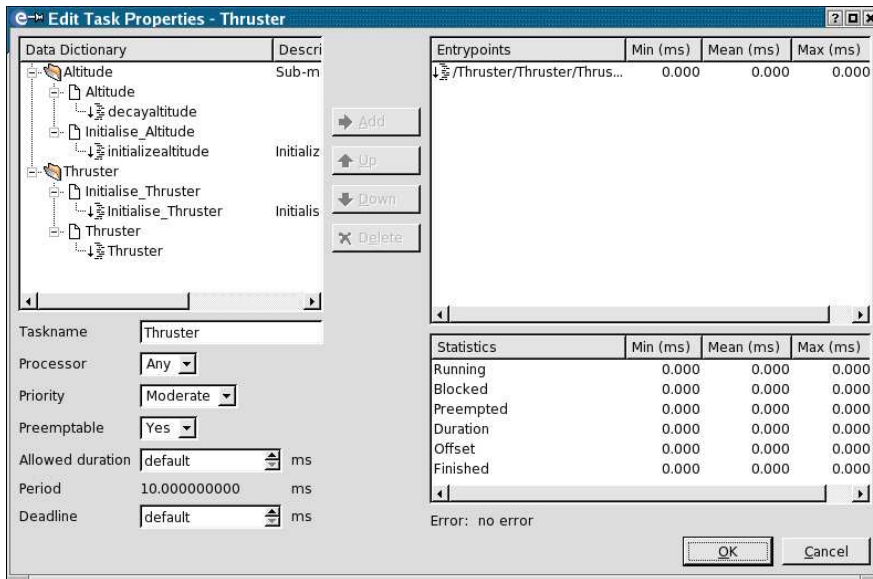 Edit Task Properties - Thruster
Data Dictionary Descri
Altitude Sub-m
Altitude
decayaltitude
Initialise_Altitude
initializealtitude Initializ
Thruster
Initialise_Thruster
Initialise_Thruster Initialis
Thruster
Thruster
Add
Up
Down
Delete
Taskname Thruster
Processor Any
Priority Moderate
Preemptable Yes
Allowed duration default ms
Period 10.000000000 ms
Deadline default ms
Entrypoints Min (ms) Mean (ms) Max (ms)
/Thruster/Thruster/Thrus... 0.000 0.000 0.000
Statistics Min (ms) Mean (ms) Max (ms)
Running 0.000 0.000 0.000
Blocked 0.000 0.000 0.000
Preempted 0.000 0.000 0.000
Duration 0.000 0.000 0.000
Offset 0.000 0.000 0.000
Finished 0.000 0.000 0.000
Error: no error
OK Cancel